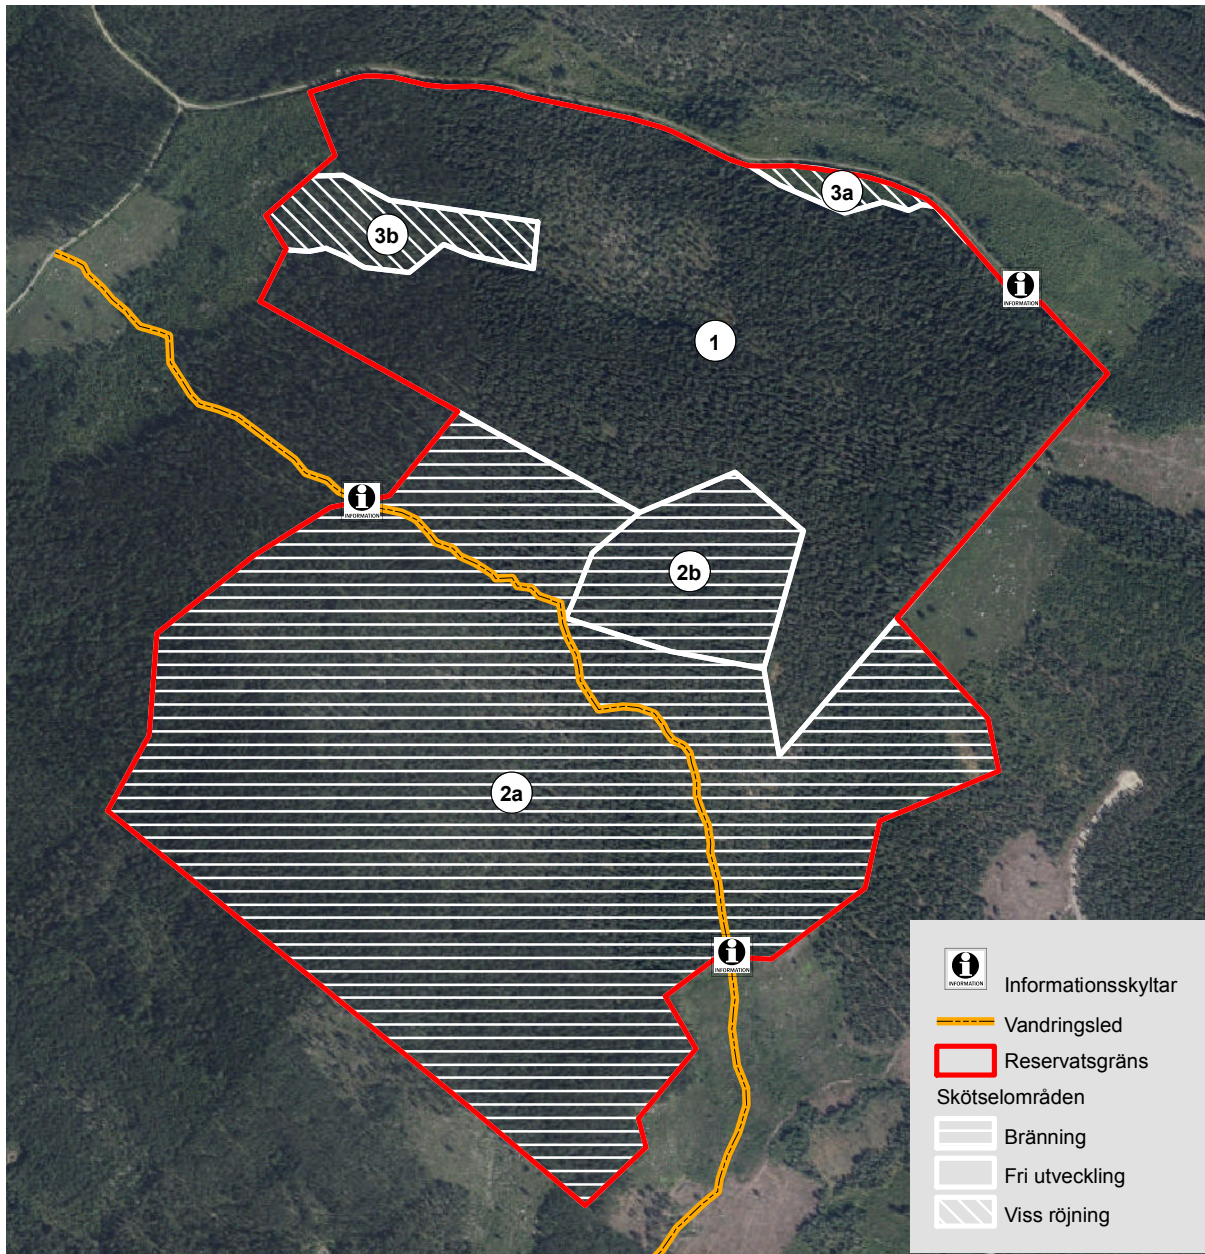 3a
3b
INFORMATION
1
INFORMATION
2b
2a
INFORMATION
INFORMATION
Informationsskyltar
Vandringsled
Reservatsgräns
Skötselområden
Bränning
Fri utveckling
Viss röjning